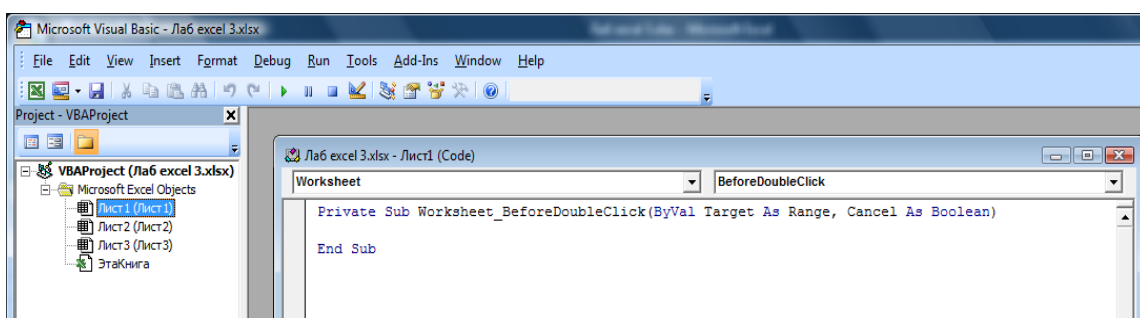 Microsoft Visual Basic - Лаб excel 3.xlsx
File Edit View Insert Format Debug Run Tools Add-Ins Window Help
Project - VBAProject
VBAProject (Лаб excel 3.xlsx)
Microsoft Excel Objects
Лист1 (Лист1)
Лист2 (Лист2)
Лист3 (Лист3)
ЭтаКнига
Лаб excel 3.xlsx - Лист1 (Code)
Worksheet BeforeDoubleClick
Private Sub Worksheet_BeforeDoubleClick(ByVal Target As Range, Cancel As Boolean)
End Sub